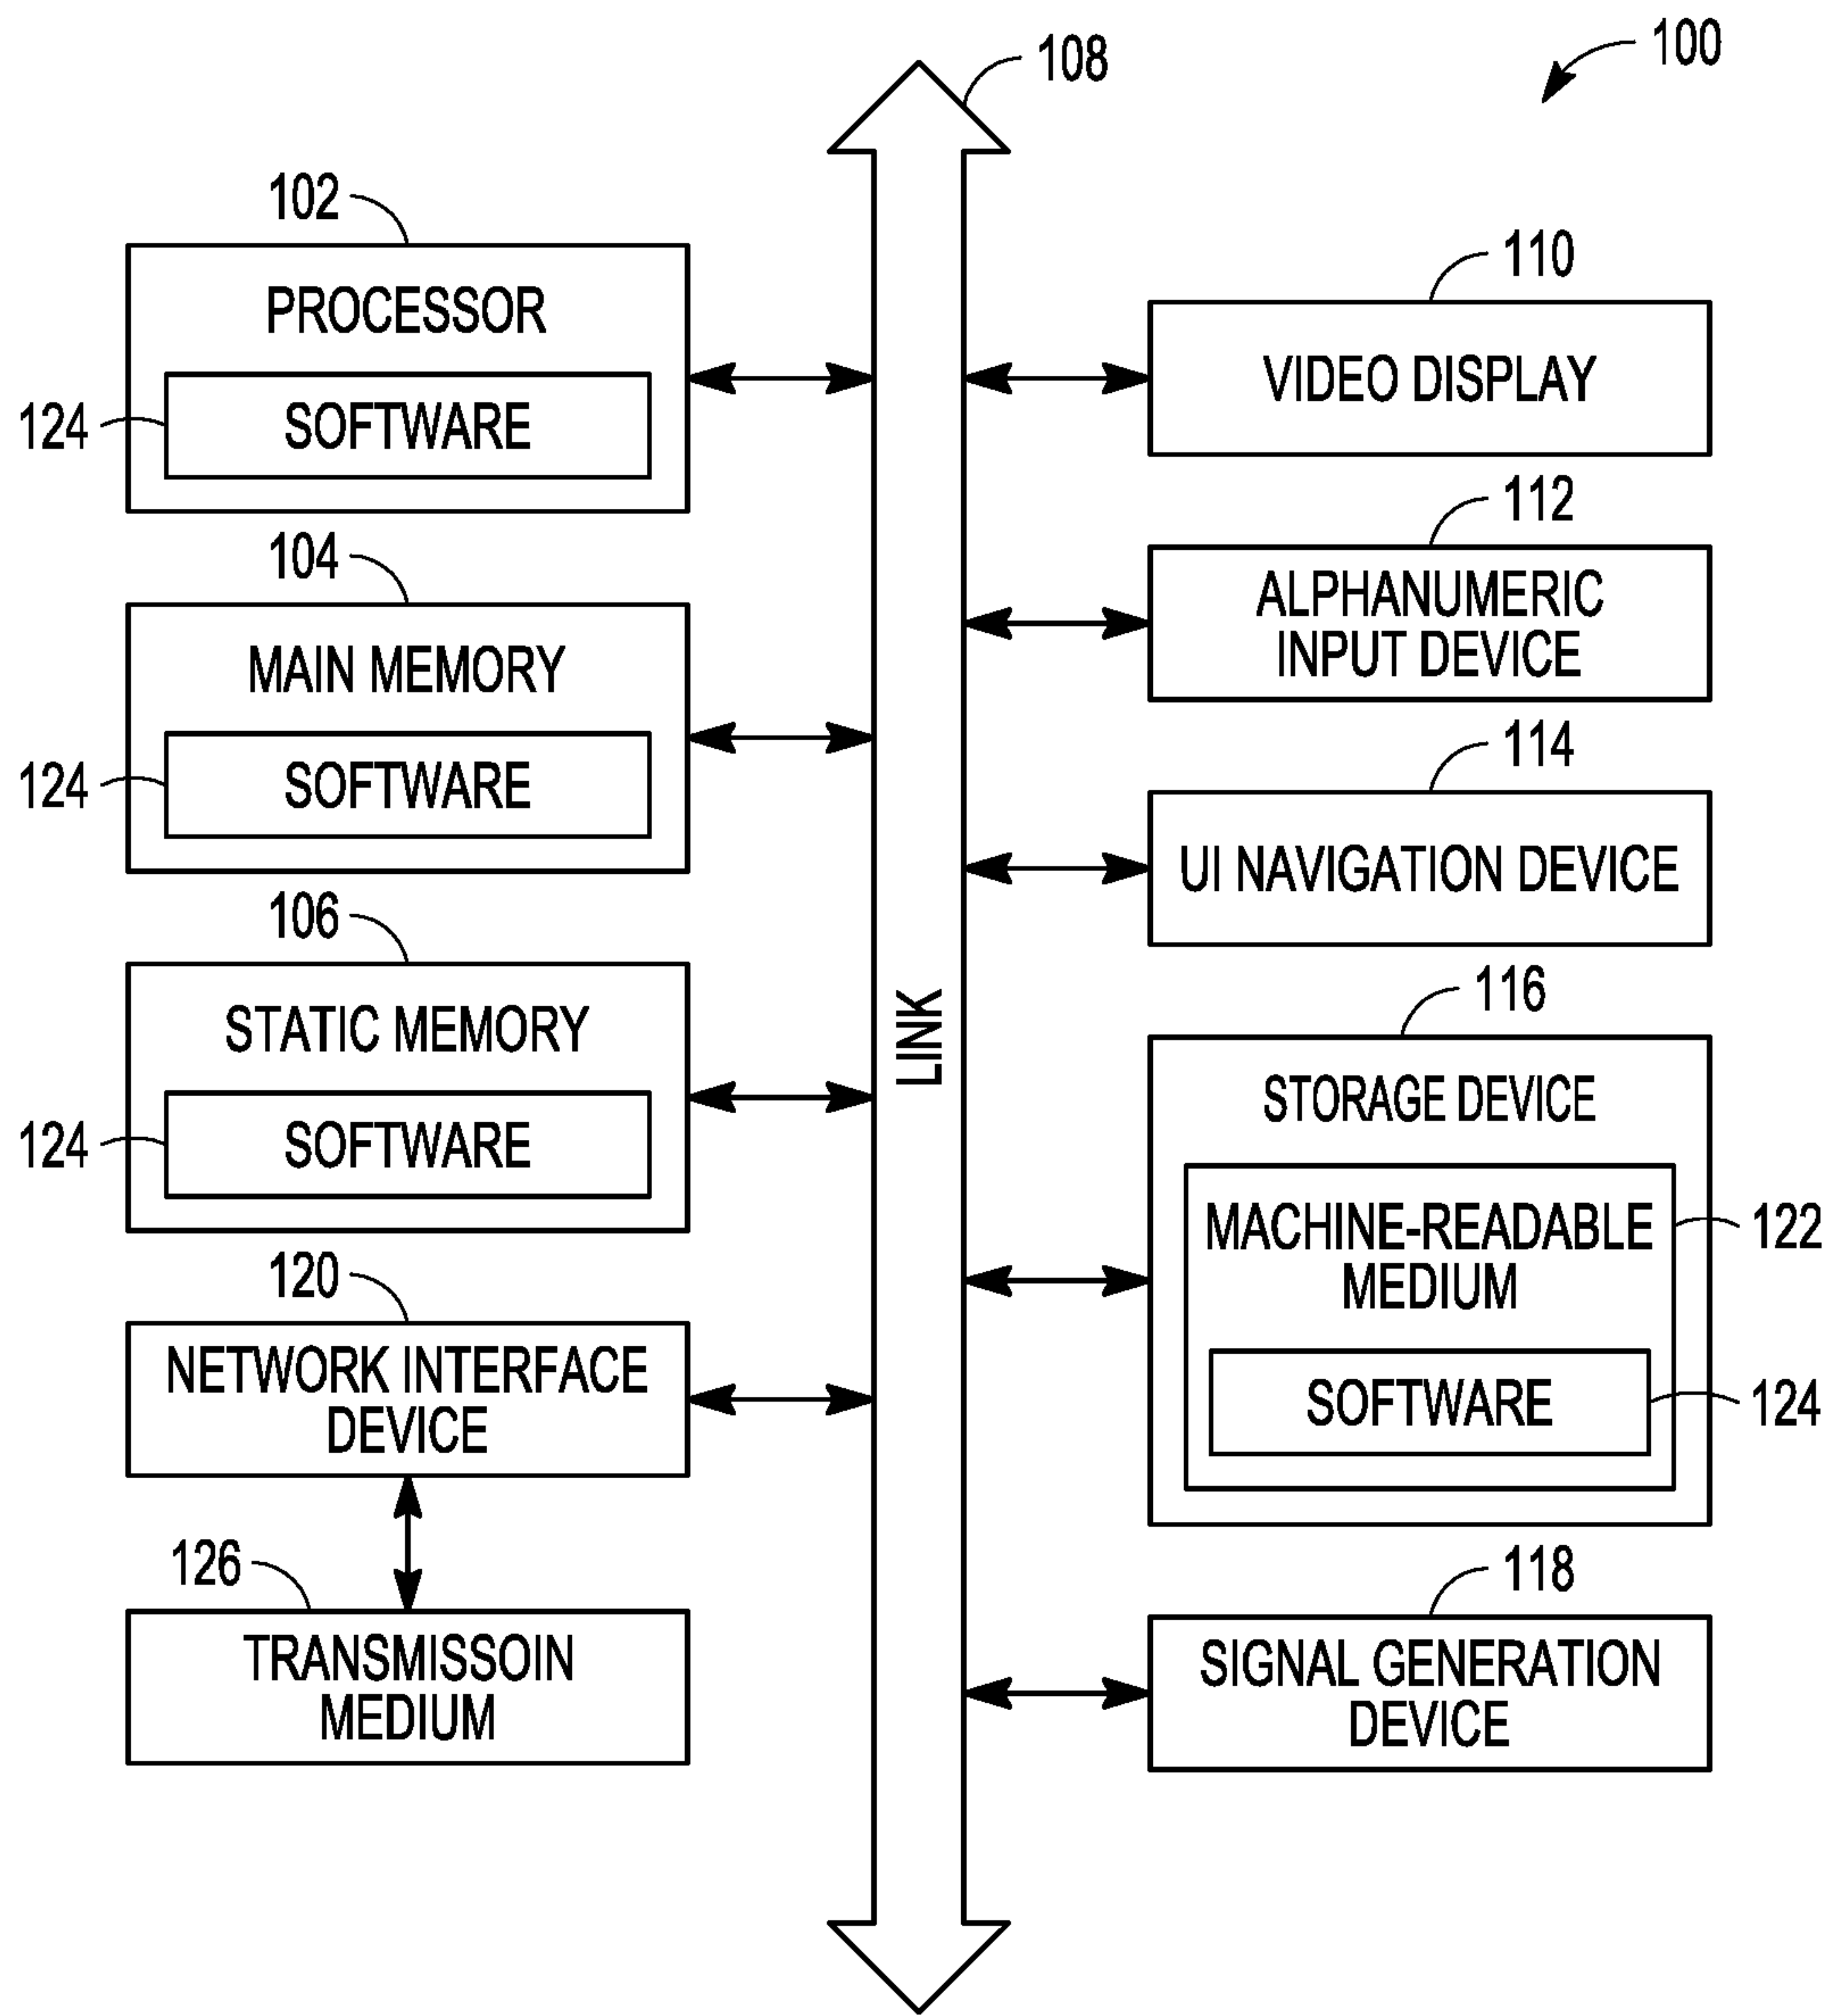 100
108
102
PROCESSOR
124
SOFTWARE
104
MAIN MEMORY
124
SOFTWARE
106
STATIC MEMORY
124
SOFTWARE
120
NETWORK INTERFACE
DEVICE
126
TRANSMISSOIN
MEDIUM
LINK
110
VIDEO DISPLAY
112
ALPHANUMERIC
INPUT DEVICE
114
UI NAVIGATION DEVICE
116
STORAGE DEVICE
MACHINE-READABLE
MEDIUM
122
SOFTWARE
124
118
SIGNAL GENERATION
DEVICE